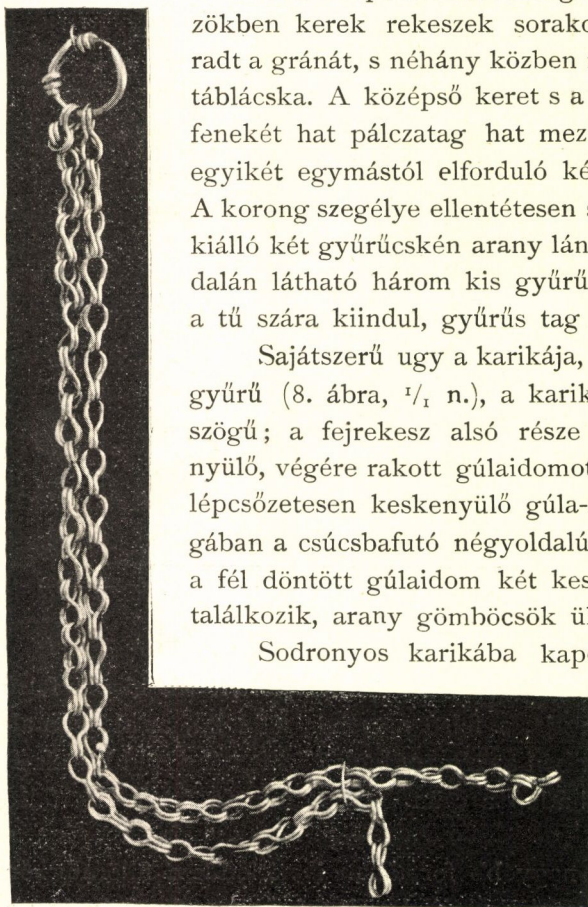 zökben kerek rekeszek sorako
radt a gránát, s néhány közben
táblácska. A középső keret s a
fenekét hat pálczatag hat mez
egyikét egymástól elforduló ké
A korong szegélye ellentétesen
kiálló két gyűrűcskén arany lán
dalán látható három kis gyűrű
a tű szára kiindul, gyűrűs tag
Sajátszerű ugy a karikája,
gyűrű (8. ábra, 1/1 n.), a karik
szögű; a fejrekesz alsó része
nyülő, végére rakott gúlaidomot
lépcsőzetesen keskenyülő gúla-
gában a csúcsbafutó négyoldalú
a fél döntött gúlaidom két kes
találkozik, arany gömböcsök ül
Sodronyos karikába kap